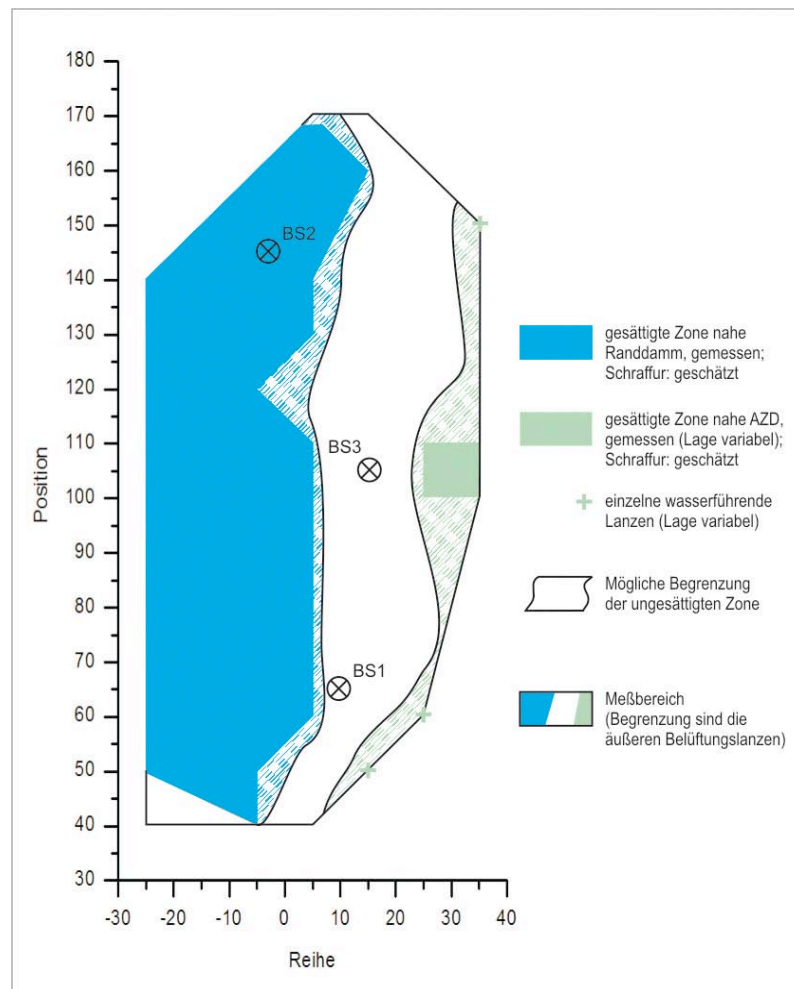 180
170
160
150
140
130
120
110
100
90
80
70
60
50
40
30
Position
-30 -20 -10 0 10 20 30 40
Reihe
BS2
BS3
BS1
gesättigte Zone nahe
Randdamm, gemessen;
Schraffur: geschätzt
gesättigte Zone nahe AZD,
gemessen (Lage variabel);
Schraffur: geschätzt
einzelne wasserführende
Lanzen (Lage variabel)
Mögliche Begrenzung
der ungesättigten Zone
Meßbereich
(Begrenzung sind die
äußeren Belüftungslanzen)